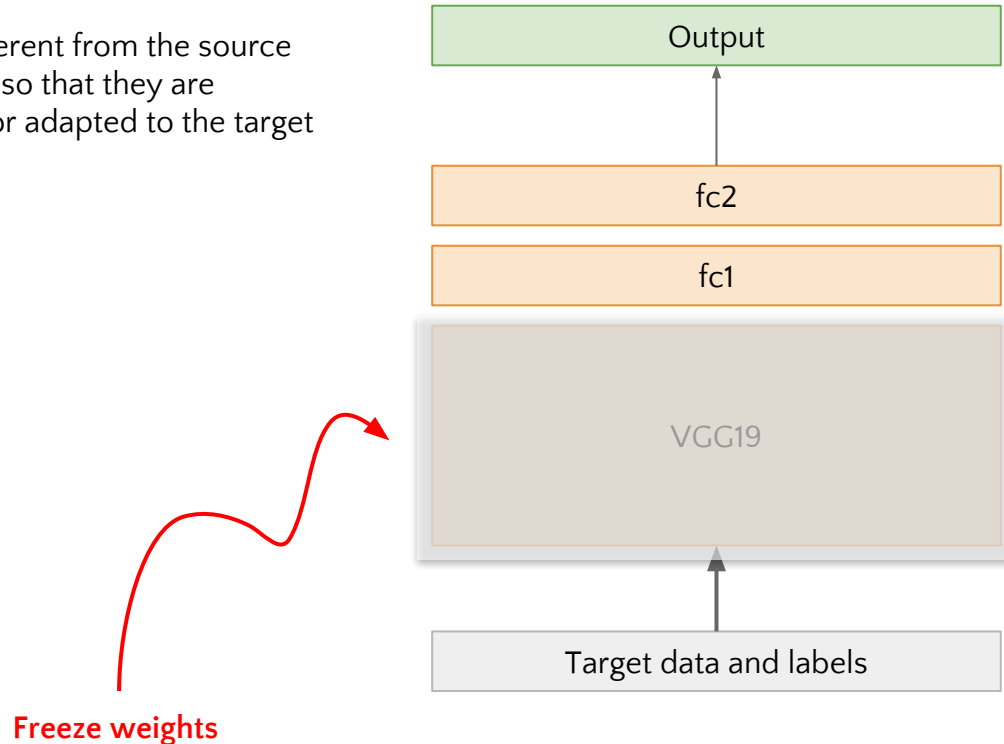 erent from the source
so that they are
or adapted to the target
Output
fc2
fc1
VGG19
Target data and labels
Freeze weights